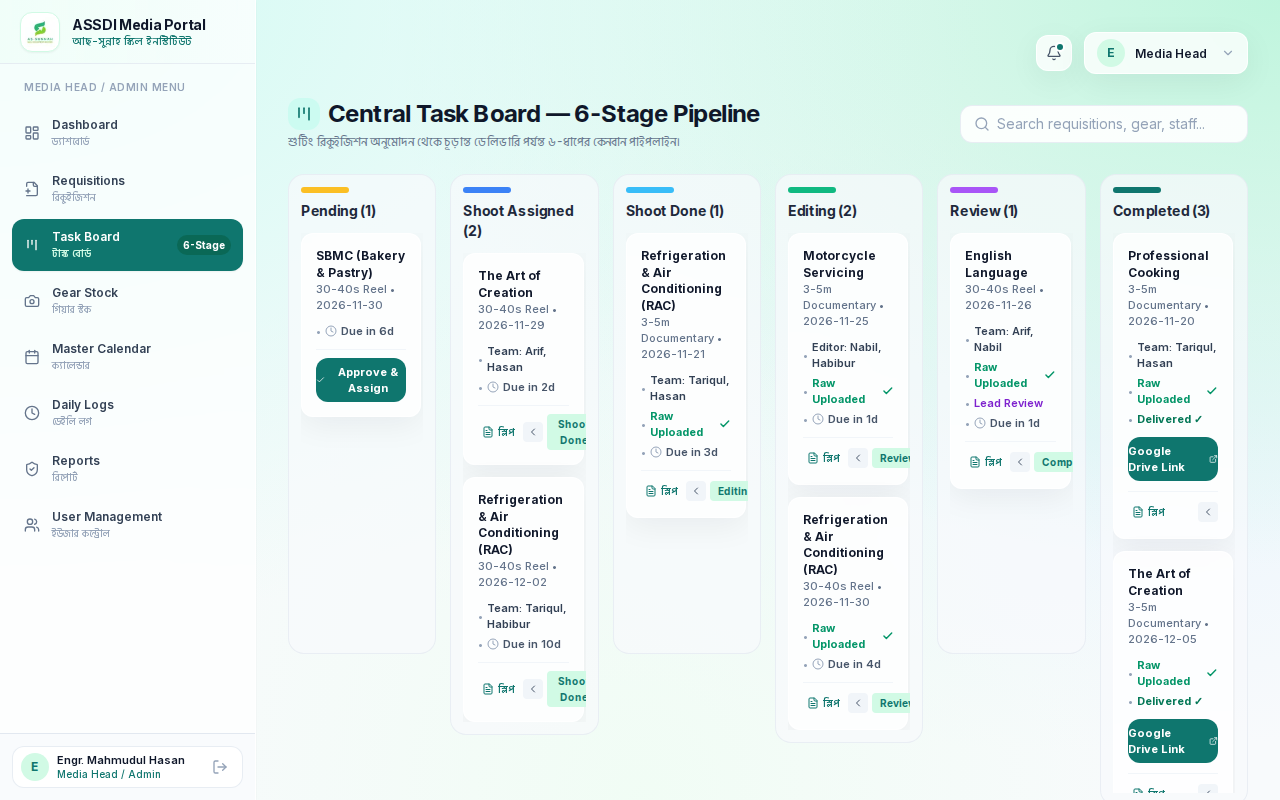 ASSDI Media Portal
আছ-সুন্নাহ স্কিল ইনস্টিটিউট
MEDIA HEAD / ADMIN MENU
Dashboard
ড্যাশবোর্ড
Requisitions
রিকুইজিশন
Task Board
টাস্ক বোর্ড
6-Stage
Gear Stock
গিয়ার স্টক
Master Calendar
ক্যালেন্ডার
Daily Logs
ডেইলি লগ
Reports
রিপোর্ট
User Management
ইউজার কন্ট্রোল
E
Engr. Mahmudul Hasan
Media Head / Admin
E
Media Head
Central Task Board — 6-Stage Pipeline
শুটিং রিকুইজিশন অনুমোদন থেকে চূড়ান্ত ডেলিভারি পর্যন্ত ৬-ধাপের কেনবান পাইপলাইন।
Search requisitions, gear, staff...
Pending (1)
SBMC (Bakery
& Pastry)
30-40s Reel •
2026-11-30
• Due in 6d
Approve &
Assign
Shoot Assigned
(2)
The Art of
Creation
30-40s Reel •
2026-11-29
• Team: Arif,
Hasan
• Due in 2d
স্লিপ
Shoo
Done
Refrigeration
& Air
Conditioning
(RAC)
30-40s Reel •
2026-12-02
• Team: Tariqul,
Habibur
• Due in 10d
স্লিপ
Shoo
Done
Shoot Done (1)
Refrigeration
& Air
Conditioning
(RAC)
3-5m
Documentary •
2026-11-21
• Team: Tariqul,
Hasan
• Raw
Uploaded ✓
• Due in 3d
স্লিপ
Editin
Editing (2)
Motorcycle
Servicing
3-5m
Documentary •
2026-11-25
• Editor: Nabil,
Habibur
• Raw
Uploaded ✓
• Due in 1d
স্লিপ
Review
Refrigeration
& Air
Conditioning
(RAC)
30-40s Reel •
2026-11-30
• Raw
Uploaded ✓
• Due in 4d
স্লিপ
Review
Review (1)
English
Language
30-40s Reel •
2026-11-26
• Team: Arif,
Nabil
• Raw
Uploaded ✓
• Lead Review
• Due in 1d
স্লিপ
Comp
Completed (3)
Professional
Cooking
3-5m
Documentary •
2026-11-20
• Team: Tariqul,
Hasan
• Raw
Uploaded ✓
• Delivered ✓
Google
Drive Link
স্লিপ
The Art of
Creation
3-5m
Documentary •
2026-12-05
• Raw
Uploaded ✓
• Delivered ✓
Google
Drive Link